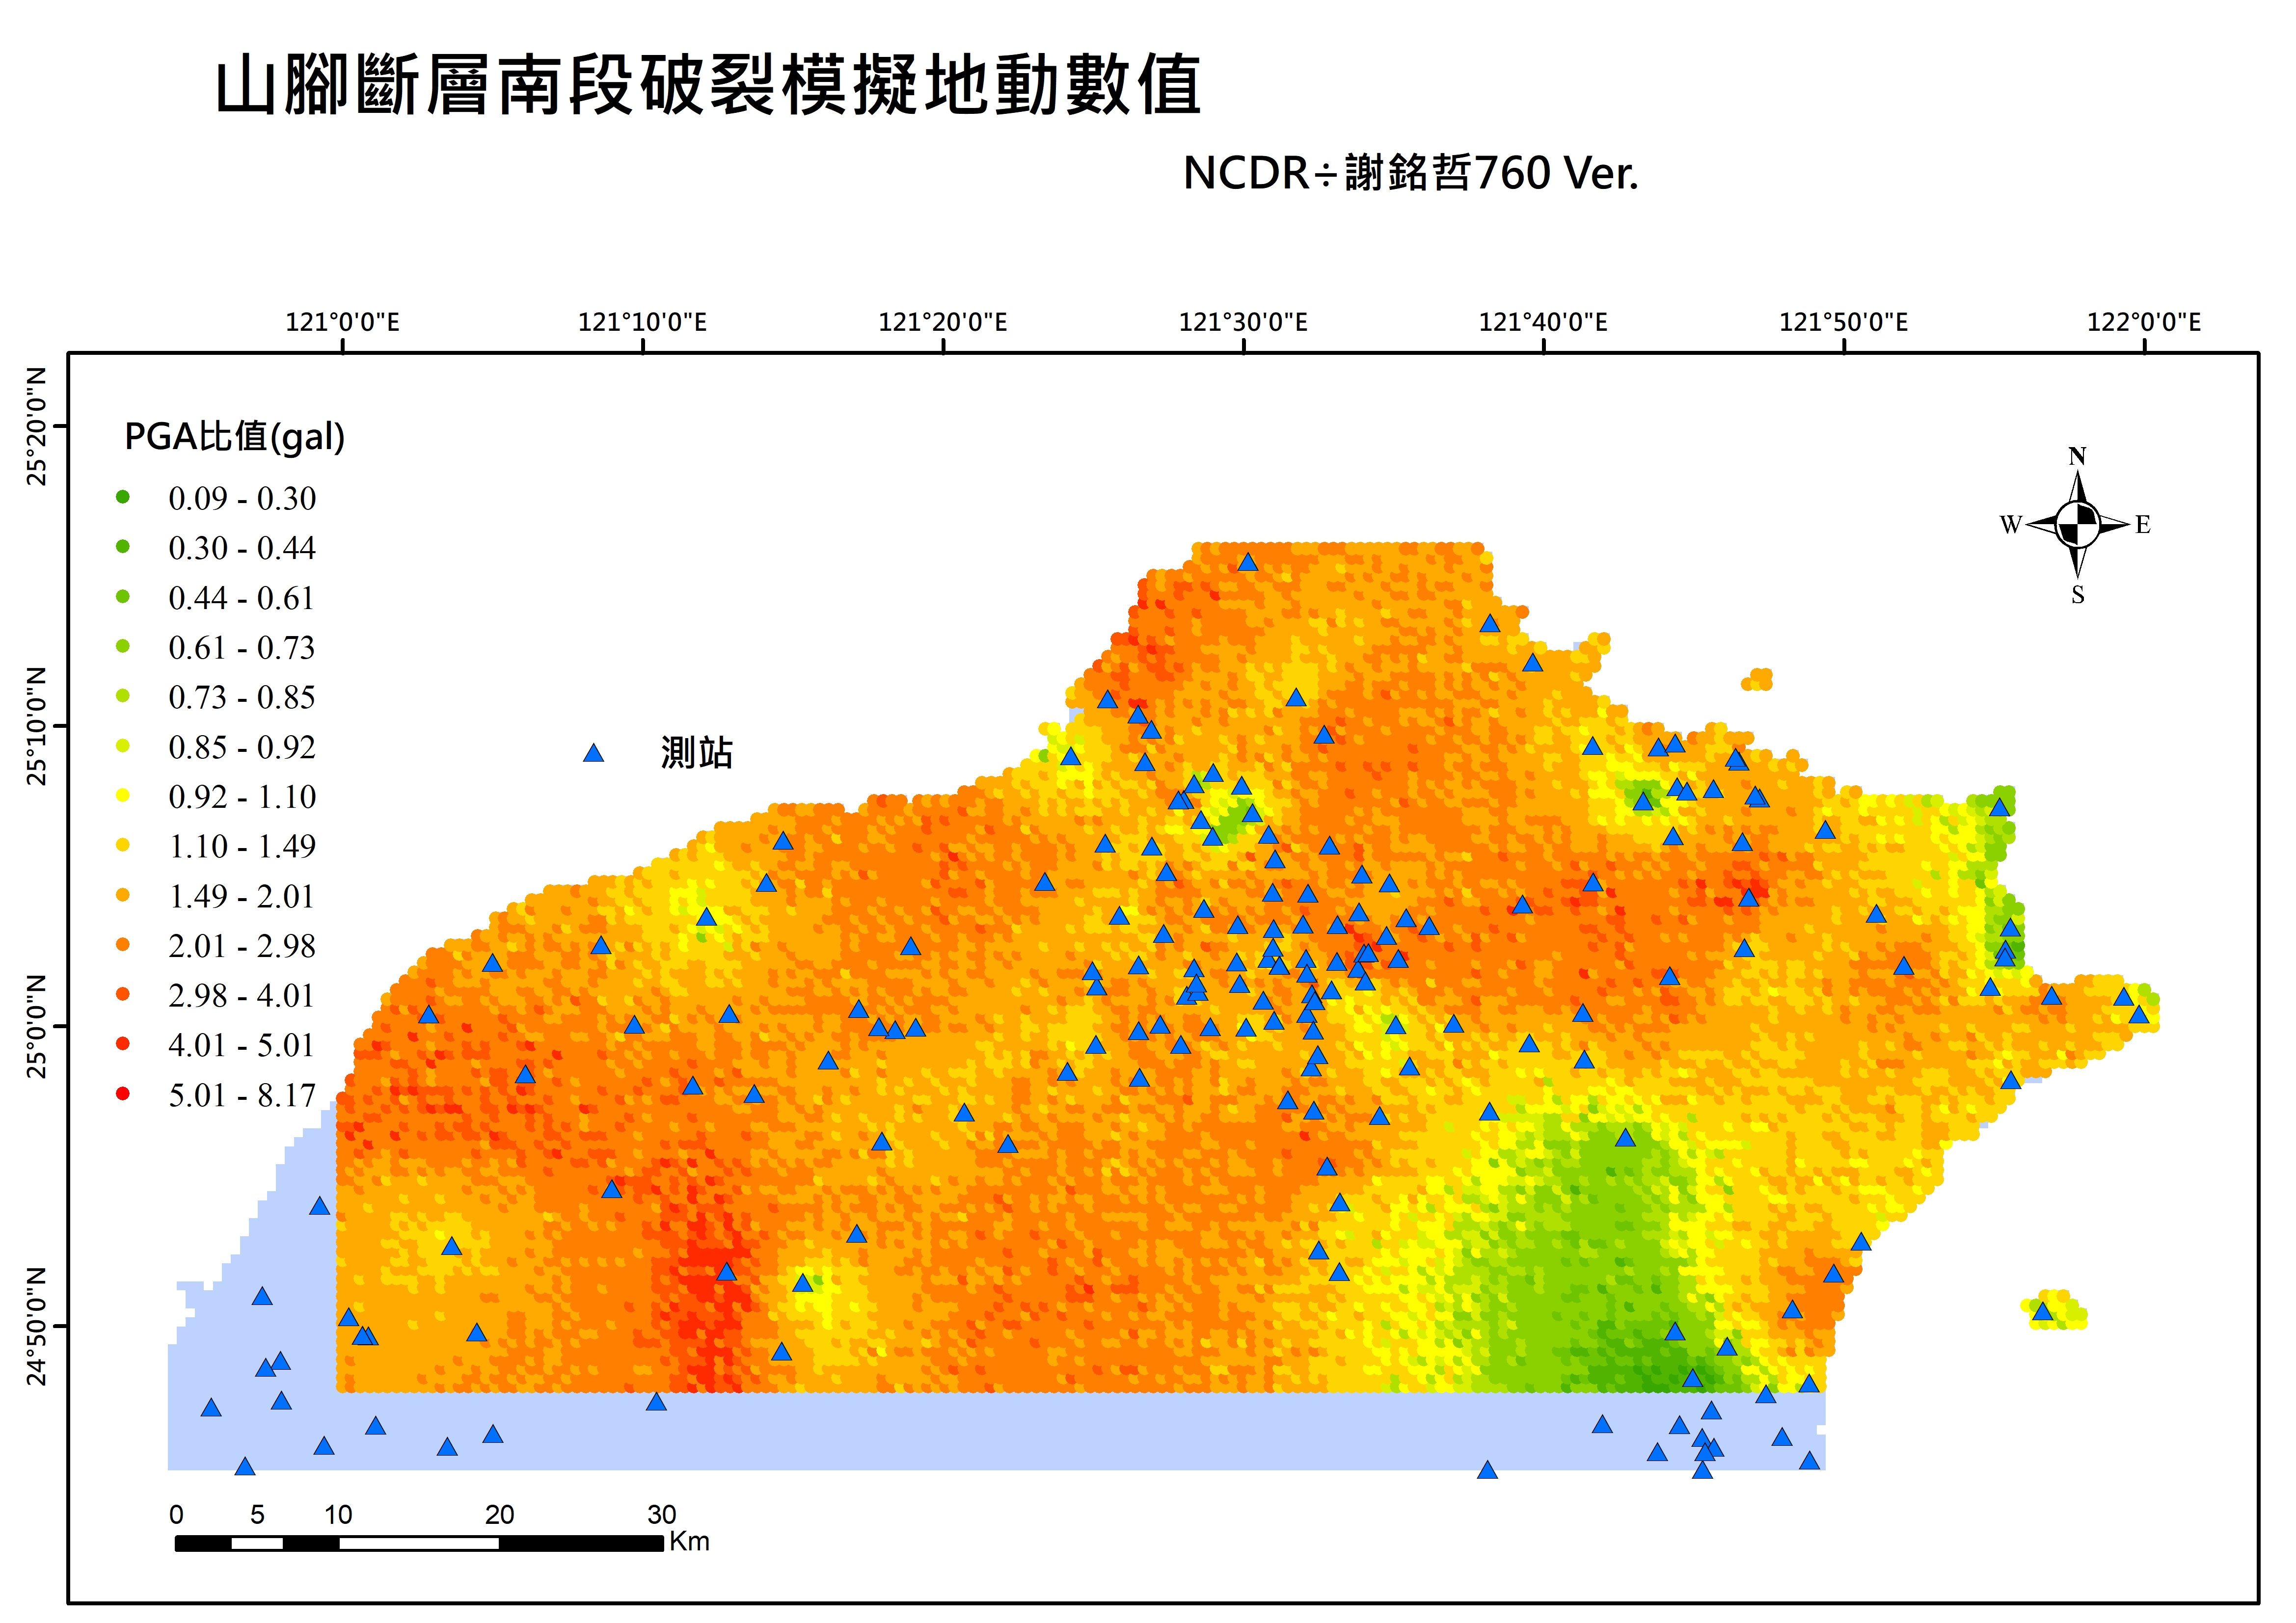 山腳斷層南段破裂模擬地動數值
NCDR÷謝銘哲760 Ver.
121°0'0"E 121°10'0"E 121°20'0"E 121°30'0"E 121°40'0"E 121°50'0"E 122°0'0"E
25°20'0"N
25°10'0"N
25°0'0"N
24°50'0"N
PGA比值(gal)
0.09 - 0.30
0.30 - 0.44
0.44 - 0.61
0.61 - 0.73
0.73 - 0.85
0.85 - 0.92
0.92 - 1.10
1.10 - 1.49
1.49 - 2.01
2.01 - 2.98
2.98 - 4.01
4.01 - 5.01
5.01 - 8.17
測站
N
W E
S
0 5 10 20 30
Km